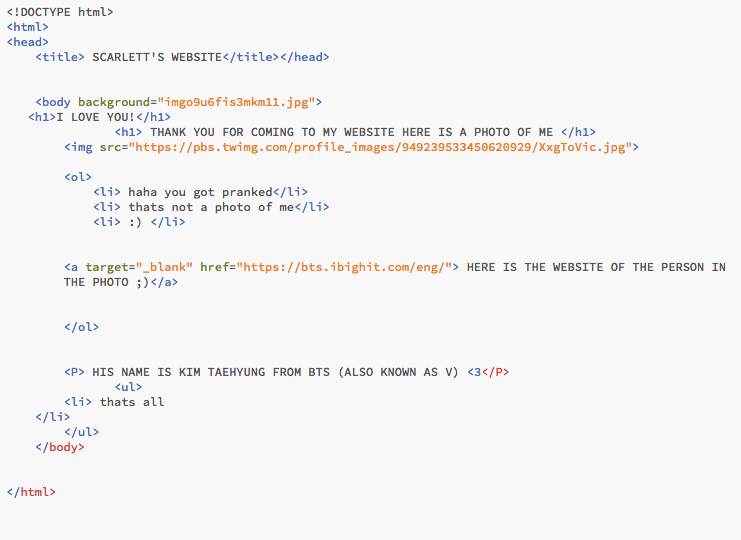 <!DOCTYPE html>
<html>
<head>
    <title> SCARLETT'S WEBSITE</title></head>
    <body background="imgo9u6fis3mkm11.jpg">
   <h1>I LOVE YOU!</h1>
               <h1> THANK YOU FOR COMING TO MY WEBSITE HERE IS A PHOTO OF ME </h1>
        <img src="https://pbs.twimg.com/profile_images/949239533450620929/XxgToVic.jpg">
        <ol>
            <li> haha you got pranked</li>
            <li> thats not a photo of me</li>
            <li> :) </li>
        <a target="_blank" href="https://bts.ibighit.com/eng/"> HERE IS THE WEBSITE OF THE PERSON IN
        THE PHOTO ;)</a>
        </ol>
        <P> HIS NAME IS KIM TAEHYUNG FROM BTS (ALSO KNOWN AS V) <3</P>
               <ul>
        <li> thats all
    </li>
        </ul>
    </body>
</html>